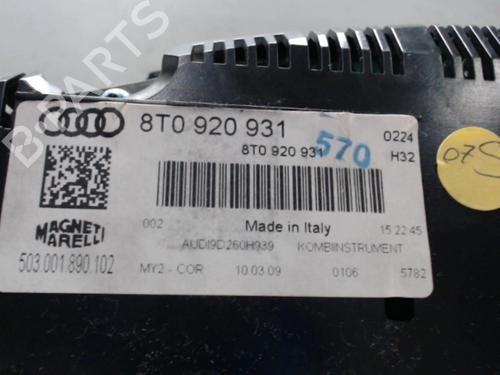 8T0 920 931
8T0 920 931
570
0224
H32
07S
MAGNETI
MARELLI
503.001.890.102
002
Made in Italy
15:22:45
AUDI9D260H939
KOMBIINSTRUMENT
MY2 - COR
10.03.09
0106
5782
B-Parts